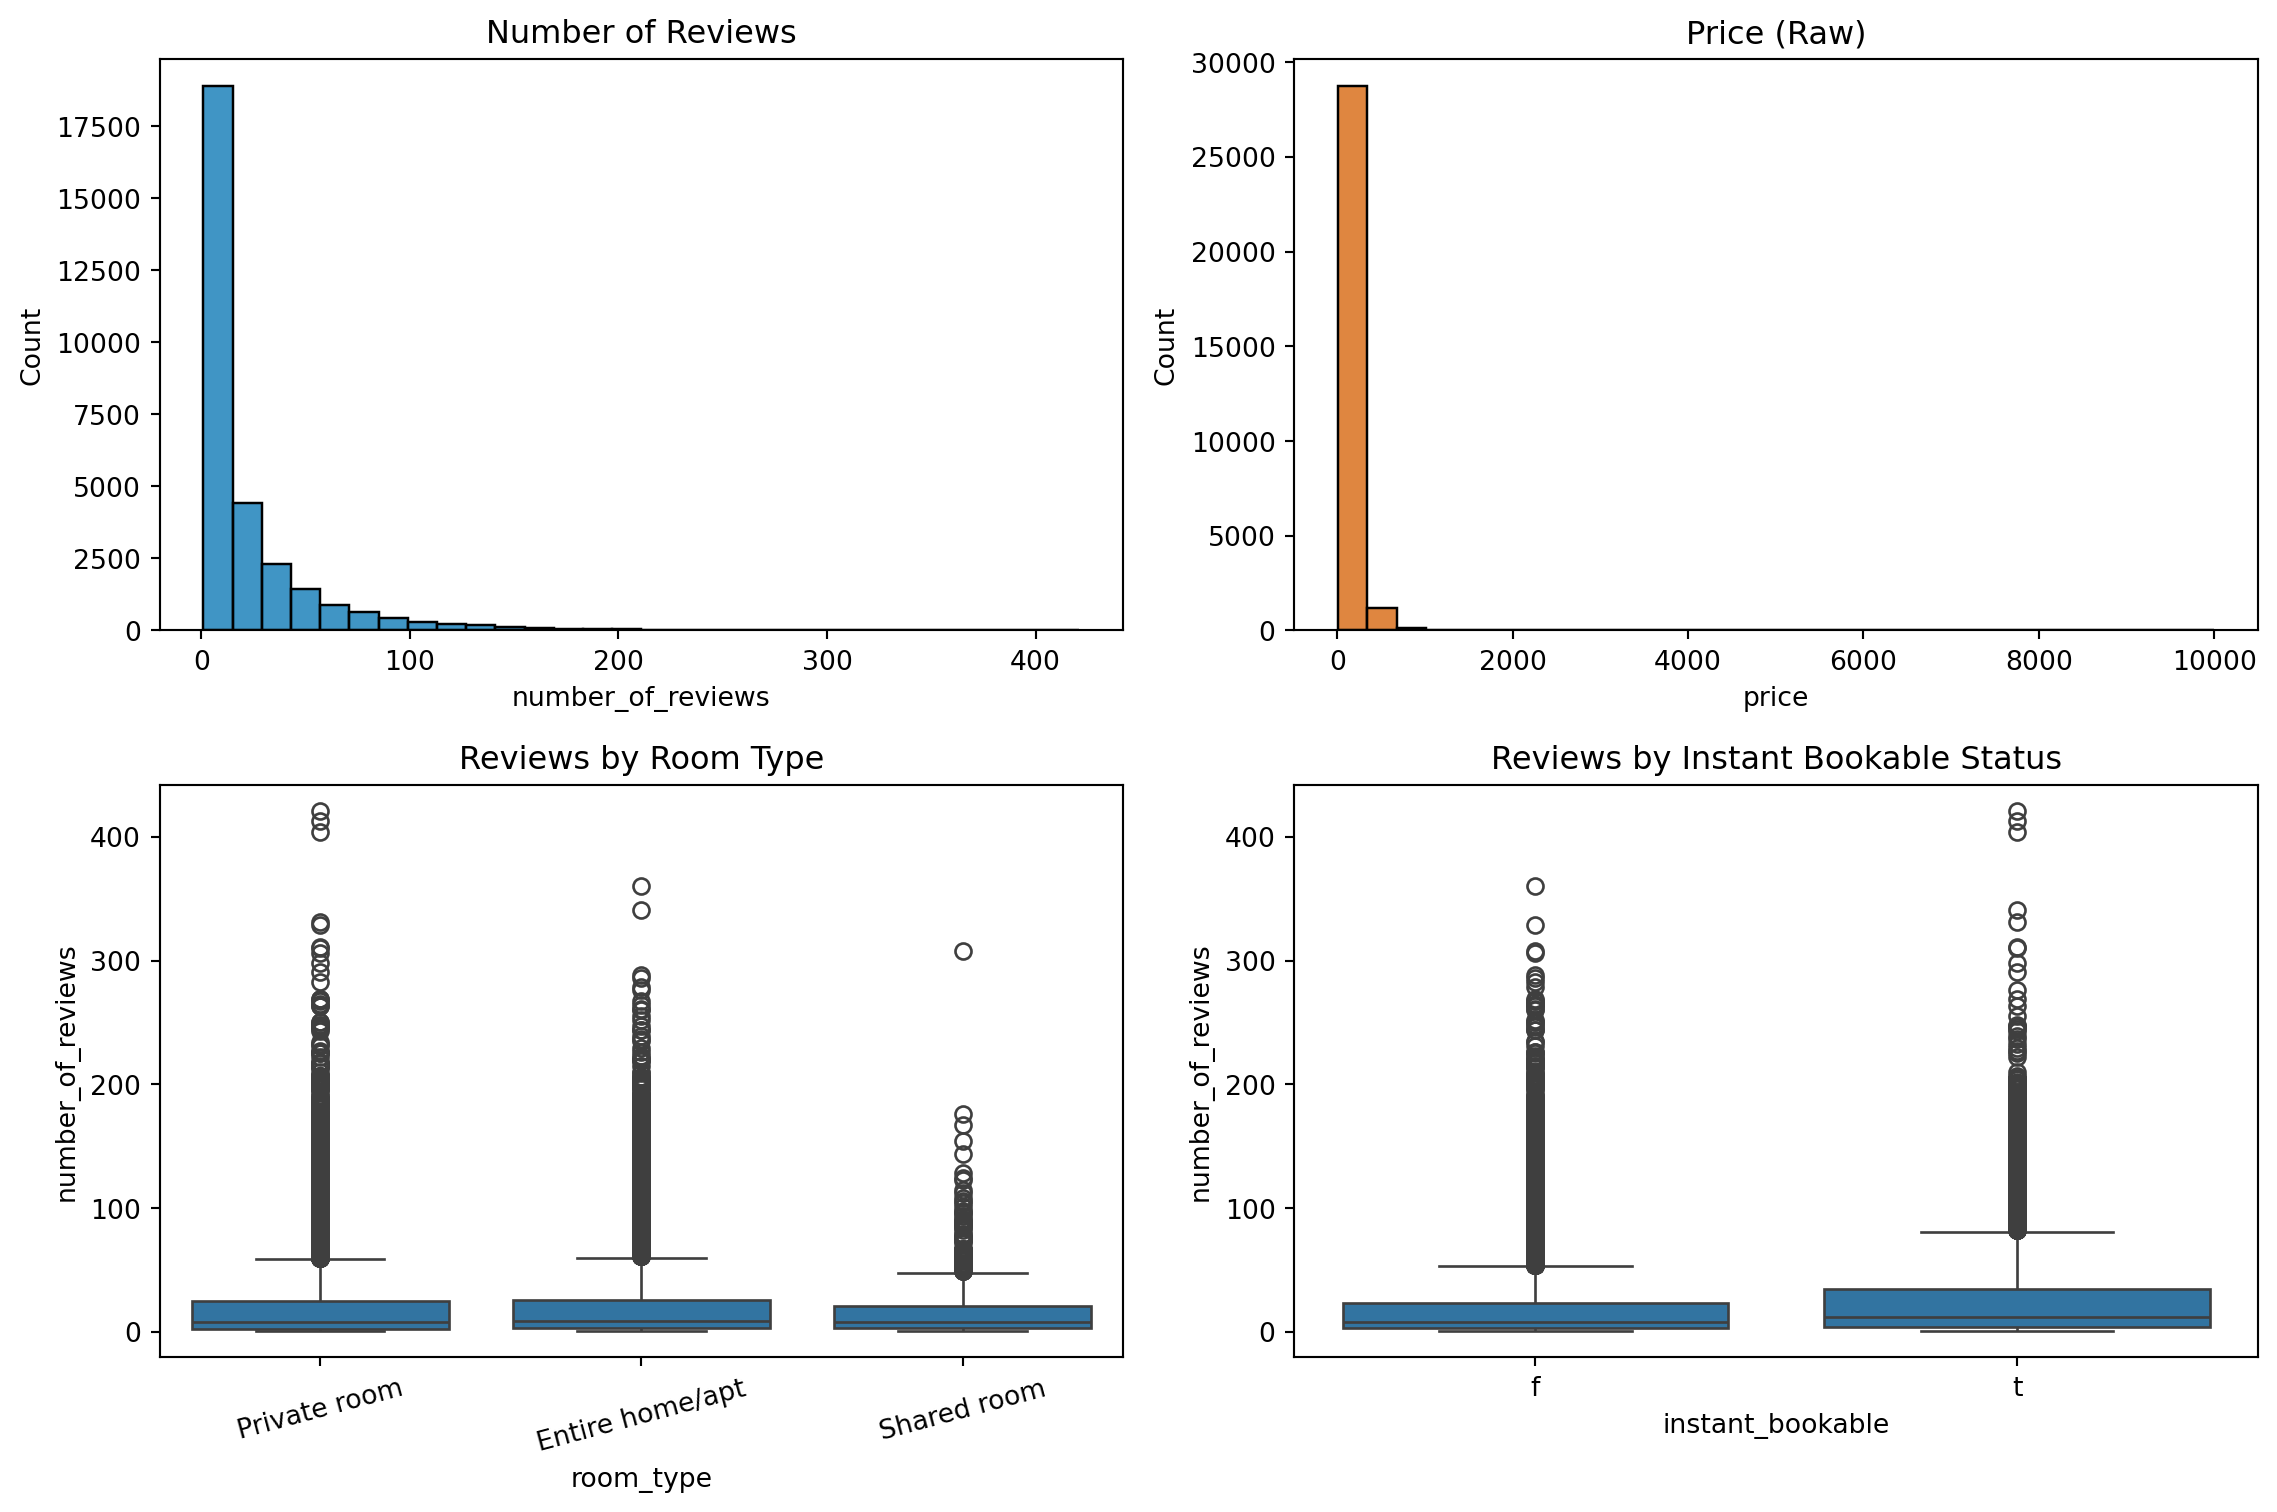 Number of Reviews
17500
15000
12500
10000
7500
5000
2500
0
Count
0 100 200 300 400
number_of_reviews
Price (Raw)
30000
25000
20000
15000
10000
5000
0
Count
0 2000 4000 6000 8000 10000
price
Reviews by Room Type
400
300
200
100
0
number_of_reviews
Private room Entire home/apt Shared room
room_type
Reviews by Instant Bookable Status
400
300
200
100
0
number_of_reviews
f t
instant_bookable